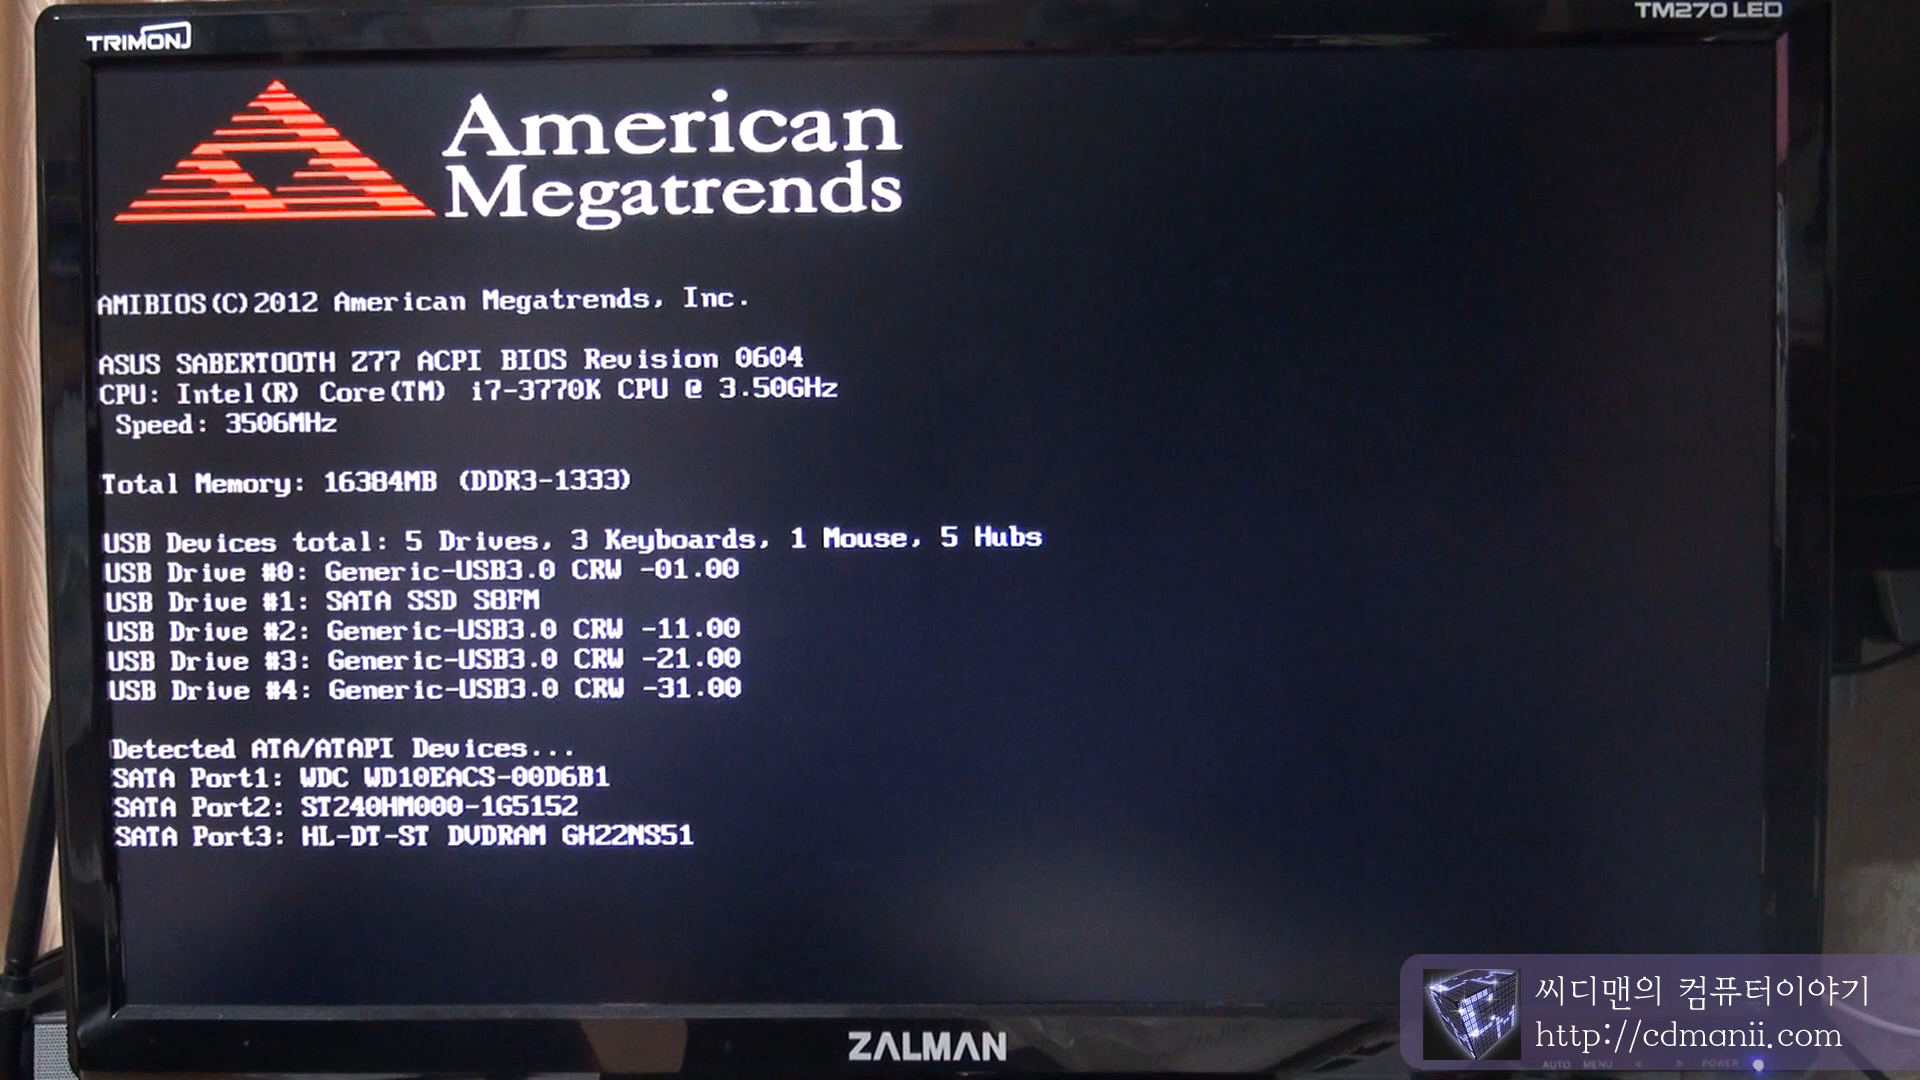 TRIMON
TM270 LED
American
Megatrends
AMIBIOS(C)2012 American Megatrends, Inc.
ASUS SABERTOOTH Z77 ACPI BIOS Revision 0604
CPU: Intel(R) Core(TM) i7-3770K CPU @ 3.50GHz
Speed: 3506MHz
Total Memory: 16384MB (DDR3-1333)
USB Devices total: 5 Drives, 3 Keyboards, 1 Mouse, 5 Hubs
USB Drive #0: Generic-USB3.0 CRW -01.00
USB Drive #1: SATA SSD S8FM
USB Drive #2: Generic-USB3.0 CRW -11.00
USB Drive #3: Generic-USB3.0 CRW -21.00
USB Drive #4: Generic-USB3.0 CRW -31.00
Detected ATA/ATAPI Devices...
SATA Port1: WDC WD10EACS-00D6B1
SATA Port2: ST240HM000-1G5152
SATA Port3: HL-DT-ST DVDRAM GH22NS51
ZALMAN
씨디맨의 컴퓨터이야기
http://cdmanii.com
AUTO MENU POWER